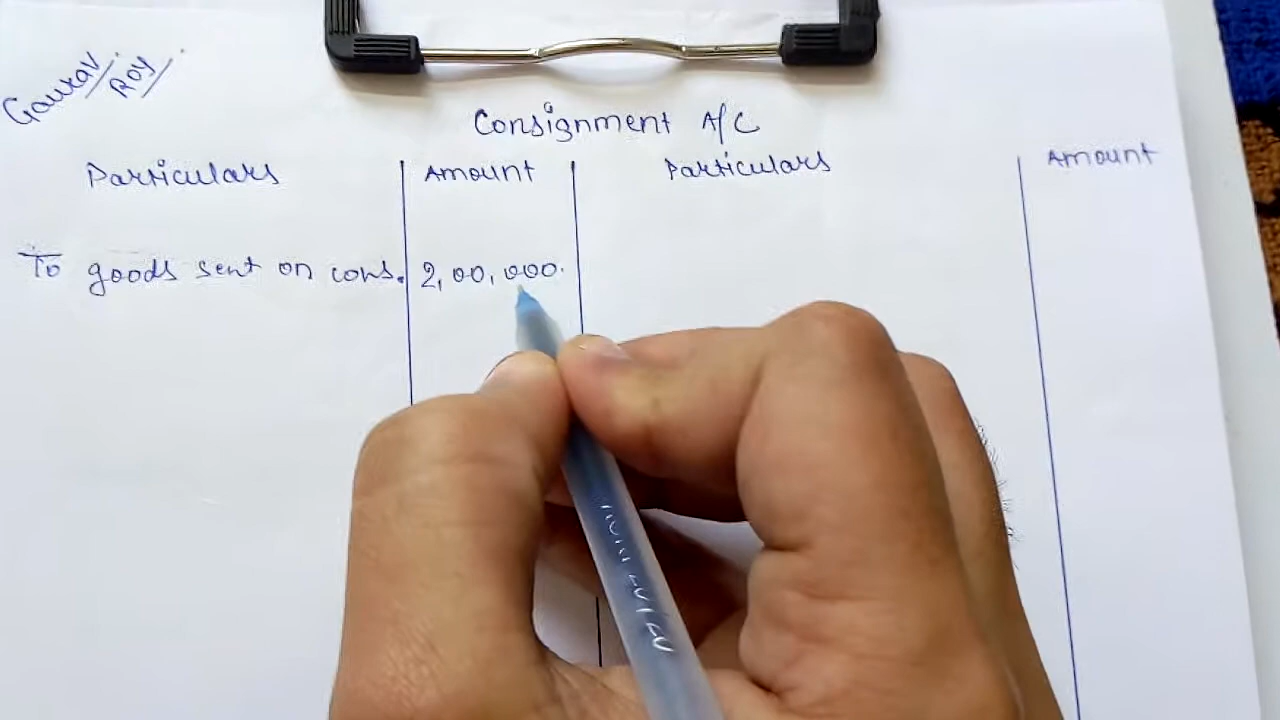 Gaurav
Roy
Consignment A/C
Particulars Amount Particulars Amount
To goods sent on cons. 2,00,000.